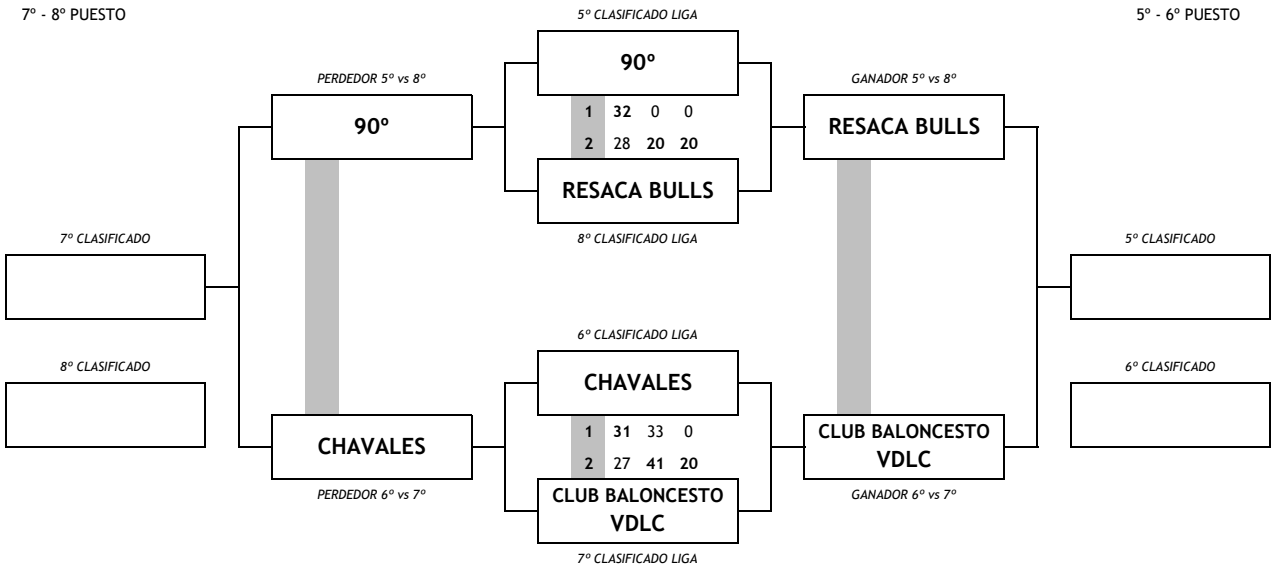 7º - 8º PUESTO
5º CLASIFICADO LIGA
5º - 6º PUESTO
90º
PERDEDOR 5º vs 8º
GANADOR 5º vs 8º
90º
1 32 0 0
2 28 20 20
RESACA BULLS
RESACA BULLS
8º CLASIFICADO LIGA
7º CLASIFICADO
5º CLASIFICADO
6º CLASIFICADO LIGA
8º CLASIFICADO
6º CLASIFICADO
CHAVALES
1 31 33 0
2 27 41 20
CHAVALES
CLUB BALONCESTO
VDLC
PERDEDOR 6º vs 7º
GANADOR 6º vs 7º
CLUB BALONCESTO
VDLC
7º CLASIFICADO LIGA